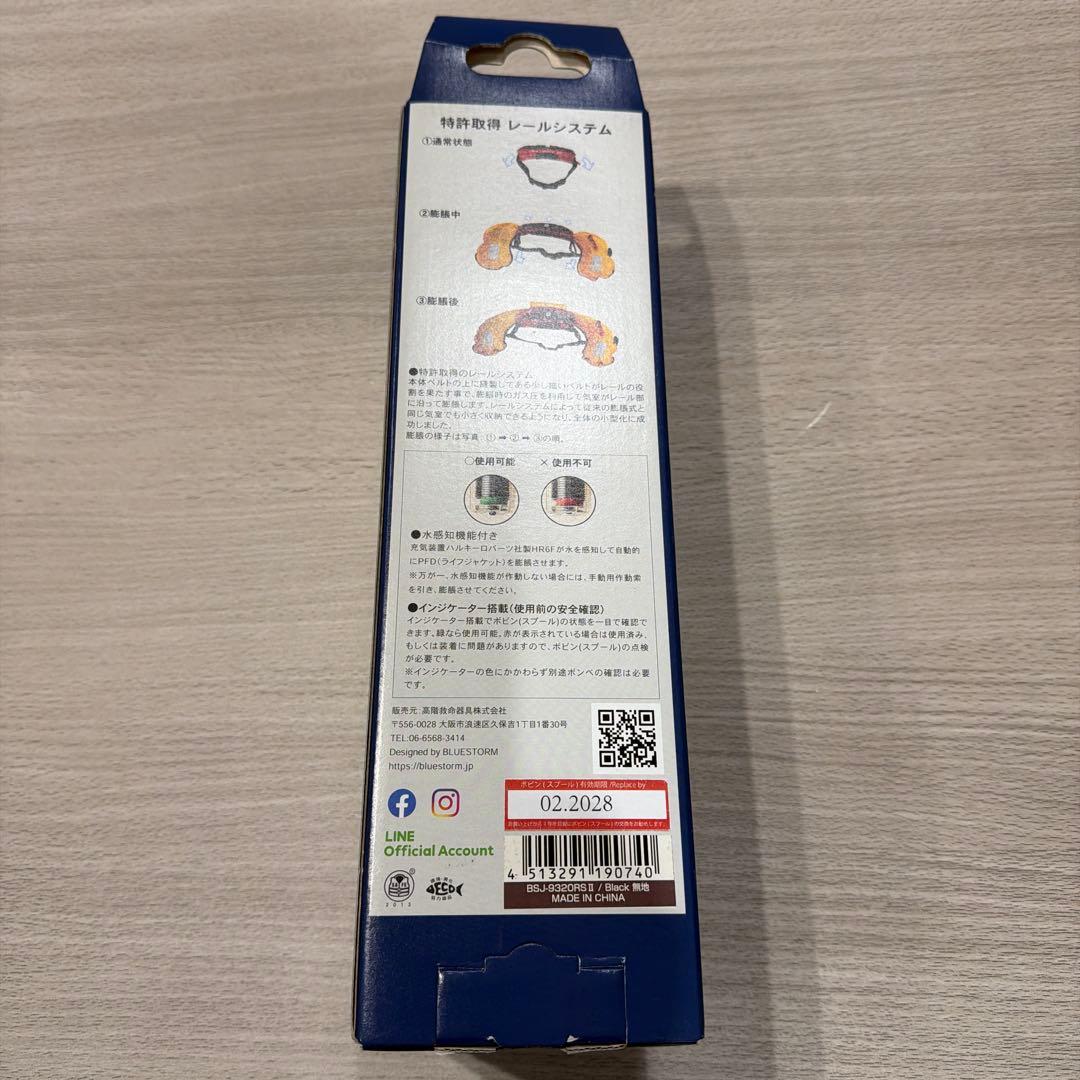 特許取得 レールシステム
①通常状態
②膨脹中
③膨脹後
●特許取得のレールシステム
本体ベルトの上に縫製してある少し細いベルトがレールの役
割を果たす事で、膨脹時のガス圧を利用して気室がレール部
に沿って膨脹します。レールシステムによって従来の膨脹式と
同じ気室でも小さく収納できるようになり、全体の小型化に成
功しました。
膨脹の様子は写真:①➡②➡③の順。
○使用可能 ×使用不可
●水感知機能付き
充気装置ハルキーロバーツ社製HR6Fが水を感知して自動的
にPFD(ライフジャケット)を膨脹させます。
※万が一、水感知機能が作動しない場合には、手動用作動索
を引き、膨脹させてください。
●インジケーター搭載(使用前の安全確認)
インジケーター搭載でボビン(スプール)の状態を一目で確認で
きます。緑なら使用可能。赤が表示されている場合は使用済み、
もしくは装着に問題がありますので、ボビン(スプール)の点検
が必要です。
※インジケーターの色にかかわらず別途ボンベの確認は必要
です。
販売元:高階救命器具株式会社
〒556-0028 大阪市浪速区久保吉1丁目1番30号
TEL:06-6568-3414
Designed by BLUESTORM
https://bluestorm.jp
ボビン(スプール)有効期限/Replace by
02.2028
LINE
Official Account
4 513291 190740
BSJ-9320RSⅡ / Black 無地
MADE IN CHINA
2013
ECO